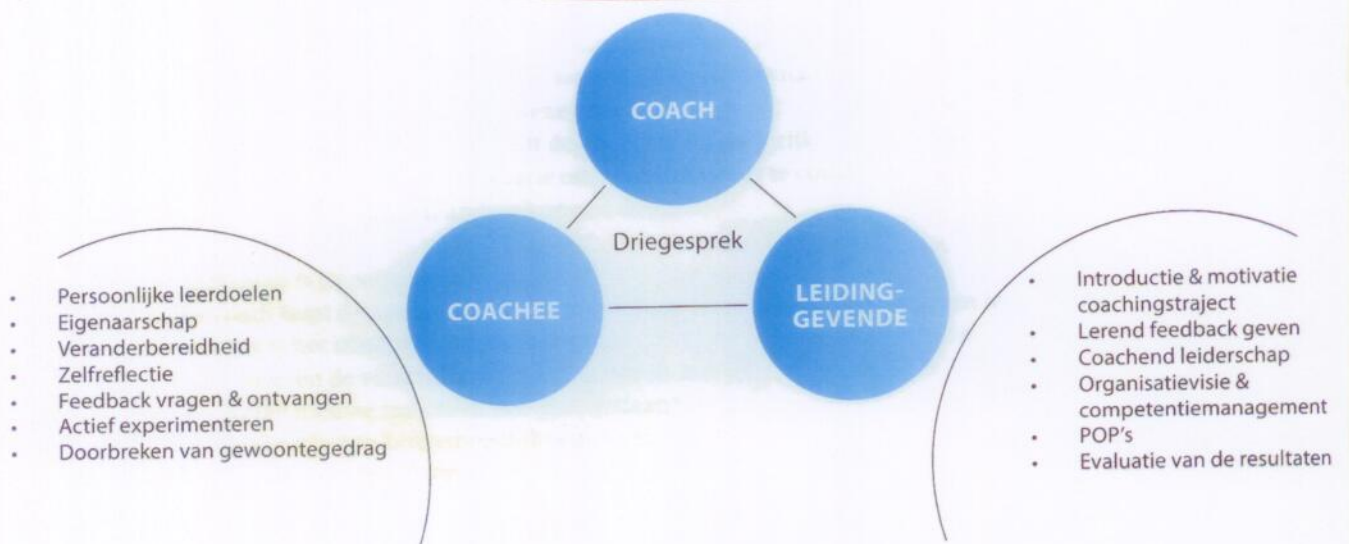 COACH
Driegesprek
COACHEE
LEIDING-
GEVENDE
• Persoonlijke leerdoelen
• Eigenaarschap
• Veranderbereidheid
• Zelfreflectie
• Feedback vragen & ontvangen
• Actief experimenteren
• Doorbreken van gewoontegedrag
• Introductie & motivatie
coachingstraject
• Lerend feedback geven
• Coachend leiderschap
• Organisatievisie &
competentiemanagement
• POP's
• Evaluatie van de resultaten